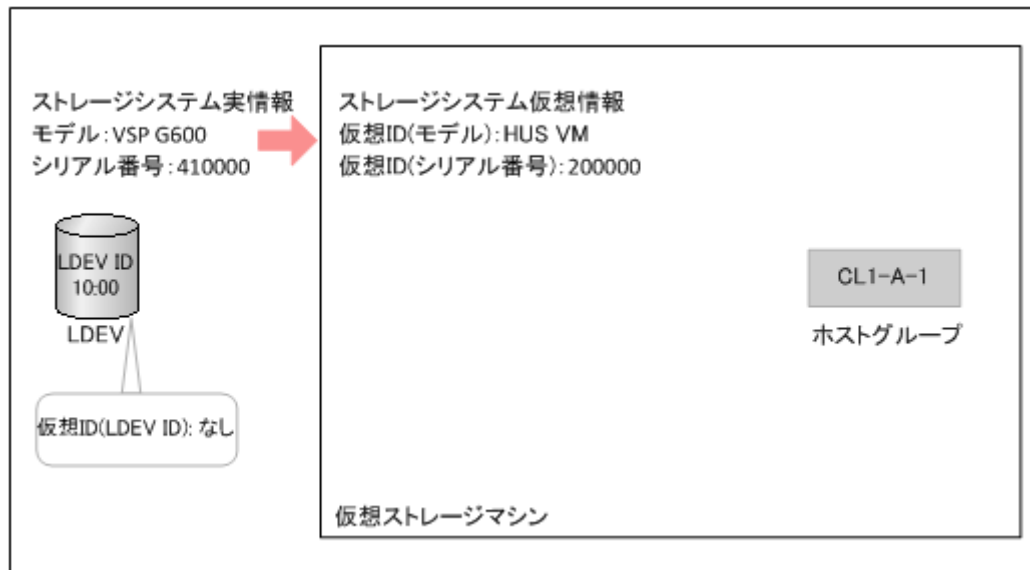 ストレージシステム実情報
モデル:VSP G600
シリアル番号:410000
ストレージシステム仮想情報
仮想ID(モデル):HUS VM
仮想ID(シリアル番号):200000
LDEV ID
10:00
LDEV
仮想ID(LDEV ID): なし
CL1-A-1
ホストグループ
仮想ストレージマシン